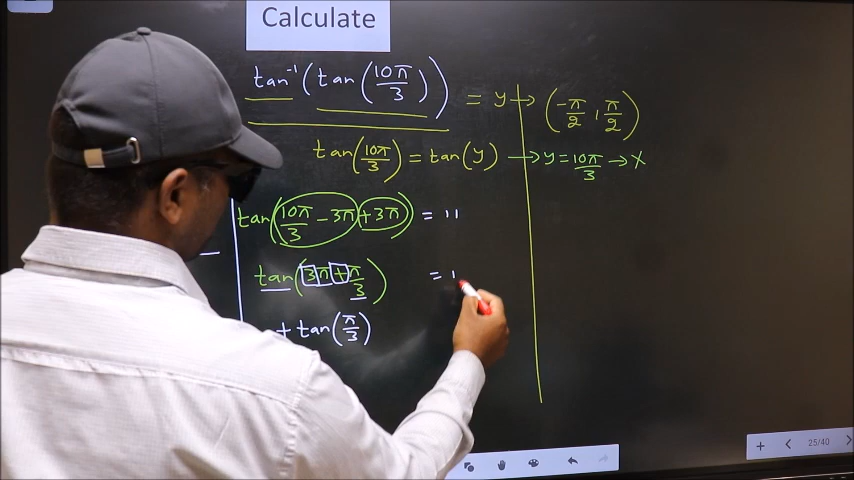 Calculate
tan⁻¹(tan(10π/3)) = y → (-π/2, π/2)
tan(10π/3) = tan(y) → y = 10π/3 → X
tan(10π/3 - 3π + 3π) = 11
tan(3π + π/3) = 1
+ tan(π/3)
25/40